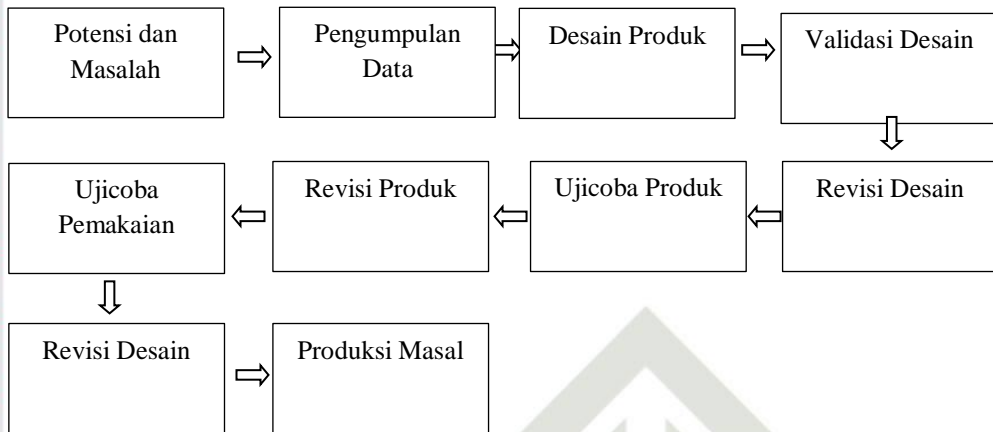 Potensi dan
Masalah
Pengumpulan
Data
Desain Produk
Validasi Desain
Revisi Desain
Ujicoba Produk
Revisi Produk
Ujicoba
Pemakaian
Revisi Desain
Produksi Masal